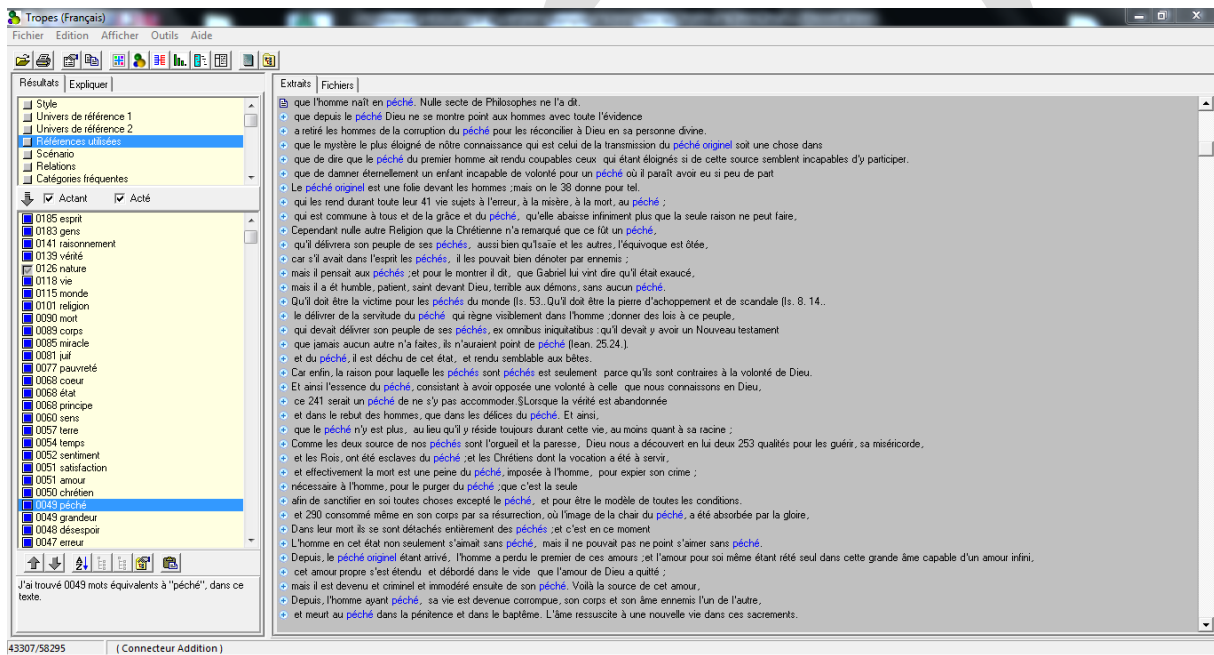 Tropes (Français)
Fichier Edition Afficher Outils Aide
Résultats Expliquer
Style
Univers de référence 1
Univers de référence 2
Références utilisées
Scénario
Relations
Catégories fréquentes
Actant Acté
0185 esprit
0183 gens
0141 raisonnement
0139 vérité
0126 nature
0118 vie
0115 monde
0101 religion
0090 mort
0089 corps
0085 miracle
0081 juif
0077 pauvreté
0068 coeur
0068 état
0068 principe
0060 sens
0057 terre
0054 temps
0052 sentiment
0051 satisfaction
0051 amour
0050 chrétien
0049 péché
0049 grandeur
0048 désespoir
0047 erreur
J'ai trouvé 0049 mots équivalents à "péché", dans ce
texte.
Extraits Fichiers
que l'homme naît en péché. Nulle secte de Philosophes ne l'a dit.
que depuis le péché Dieu ne se montre point aux hommes avec toute l'évidence
a retiré les hommes de la corruption du péché pour les réconcilier à Dieu en sa personne divine.
que le mystère le plus éloigné de nôtre connaissance qui est celui de la transmission du péché originel soit une chose dans
que de dire que le péché du premier homme ait rendu coupables ceux qui étant éloignés si de cette source semblent incapables d'y participer.
que de damner éternellement un enfant incapable de volonté pour un péché où il paraît avoir eu si peu de part
Le péché originel est une folie devant les hommes ;mais on le 38 donne pour tel.
qui les rend durant toute leur 41 vie sujets à l'erreur, à la misère, à la mort, au péché ;
qui est commune à tous et de la grâce et du péché, qu'elle abaisse infiniment plus que la seule raison ne peut faire,
Cependant nulle autre Religion que la Chrétienne n'a remarqué que ce fût un péché,
qu'il délivrera son peuple de ses péchés, aussi bien qu'Isaïe et les autres, l'équivoque est ôtée,
car s'il avait dans l'esprit les péchés, il les pouvait bien dénoter par ennemis ;
mais il pensait aux péchés ;et pour le montrer il dit, que Gabriel lui vint dire qu'il était exaucé,
mais il a ét humble, patient, saint devant Dieu, terrible aux démons, sans aucun péché.
Qu'il doit être la victime pour les péchés du monde (Is. 53.. Qu'il doit être la pierre d'achoppement et de scandale (Is. 8. 14..
le délivrer de la servitude du péché qui règne visiblement dans l'homme ;donner des lois à ce peuple,
qui devait délivrer son peuple de ses péchés, ex omnibus iniquitatibus :qu'il devait y avoir un Nouveau testament
que jamais aucun autre n'a faites, ils n'auraient point de péché (Iean. 25.24.).
et du péché, il est déchu de cet état, et rendu semblable aux bêtes.
Car enfin, la raison pour laquelle les péchés sont péchés est seulement parce qu'ils sont contraires à la volonté de Dieu.
Et ainsi l'essence du péché, consistant à avoir opposée une volonté à celle que nous connaissons en Dieu,
ce 241 serait un péché de ne s'y pas accommoder.§Lorsque la vérité est abandonnée
et dans le rebut des hommes, que dans les délices du péché. Et ainsi,
que le péché n'y est plus, au lieu qu'il y réside toujours durant cette vie, au moins quant à sa racine ;
Comme les deux source de nos péchés sont l'orgueil et la paresse, Dieu nous a découvert en lui deux 253 qualités pour les guérir, sa miséricorde,
et les Rois, ont été esclaves du péché ;et les Chrétiens dont la vocation a été à servir,
et effectivement la mort est une peine du péché, imposée à l'homme, pour expier son crime ;
nécessaire à l'homme, pour le purger du péché ;que c'est la seule
afin de sanctifier en soi toutes choses excepté le péché, et pour être le modèle de toutes les conditions.
et 290 consommé même en son corps par sa résurrection, où l'image de la chair du péché, a été absorbée par la gloire,
Dans leur mort ils se sont détachés entièrement des péchés ;et c'est en ce moment
L'homme en cet état non seulement s'aimait sans péché, mais il ne pouvait pas ne point s'aimer sans péché.
Depuis, le péché originel étant arrivé, l'homme a perdu le premier de ces amours ;et l'amour pour soi même étant rété seul dans cette grande âme capable d'un amour infini,
cet amour propre s'est étendu et débordé dans le vide que l'amour de Dieu a quitté ;
mais il est devenu et criminel et immodéré ensuite de son péché. Voilà la source de cet amour,
Depuis, l'homme ayant péché, sa vie est devenue corrompue, son corps et son âme ennemis l'un de l'autre,
et meurt au péché dans la pénitence et dans le baptême. L'âme ressuscite à une nouvelle vie dans ces sacrements.
43307/58295 ( Connecteur Addition )